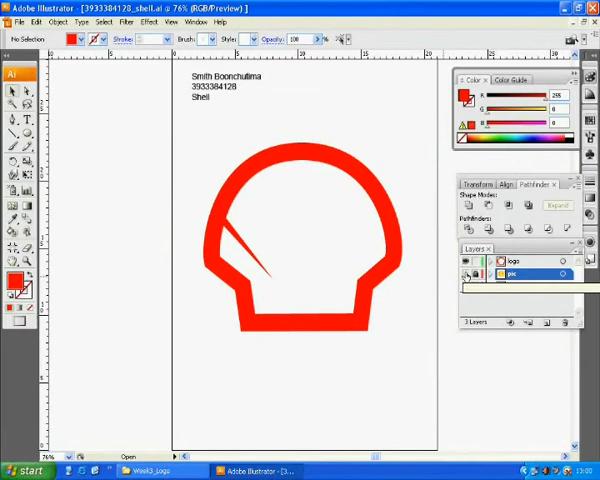 Adobe Illustrator - [3933384128_shell.ai @ 76% (RGB/Preview) ]
File Edit Object Type Select Filter Effect View Window Help
No Selection Stroke: Brush: Style: Opacity: 100 %
Smith Boonchutima
3933384128
Shell
Ai
Color Color Guide
R 255
G 0
B 0
Transform Align Pathfinder
Shape Modes:
Expand
Pathfinders:
Layers
logo
pic
3 Layers
76% Open
start Week3_Logo Adobe Illustrator - [3... 13:00